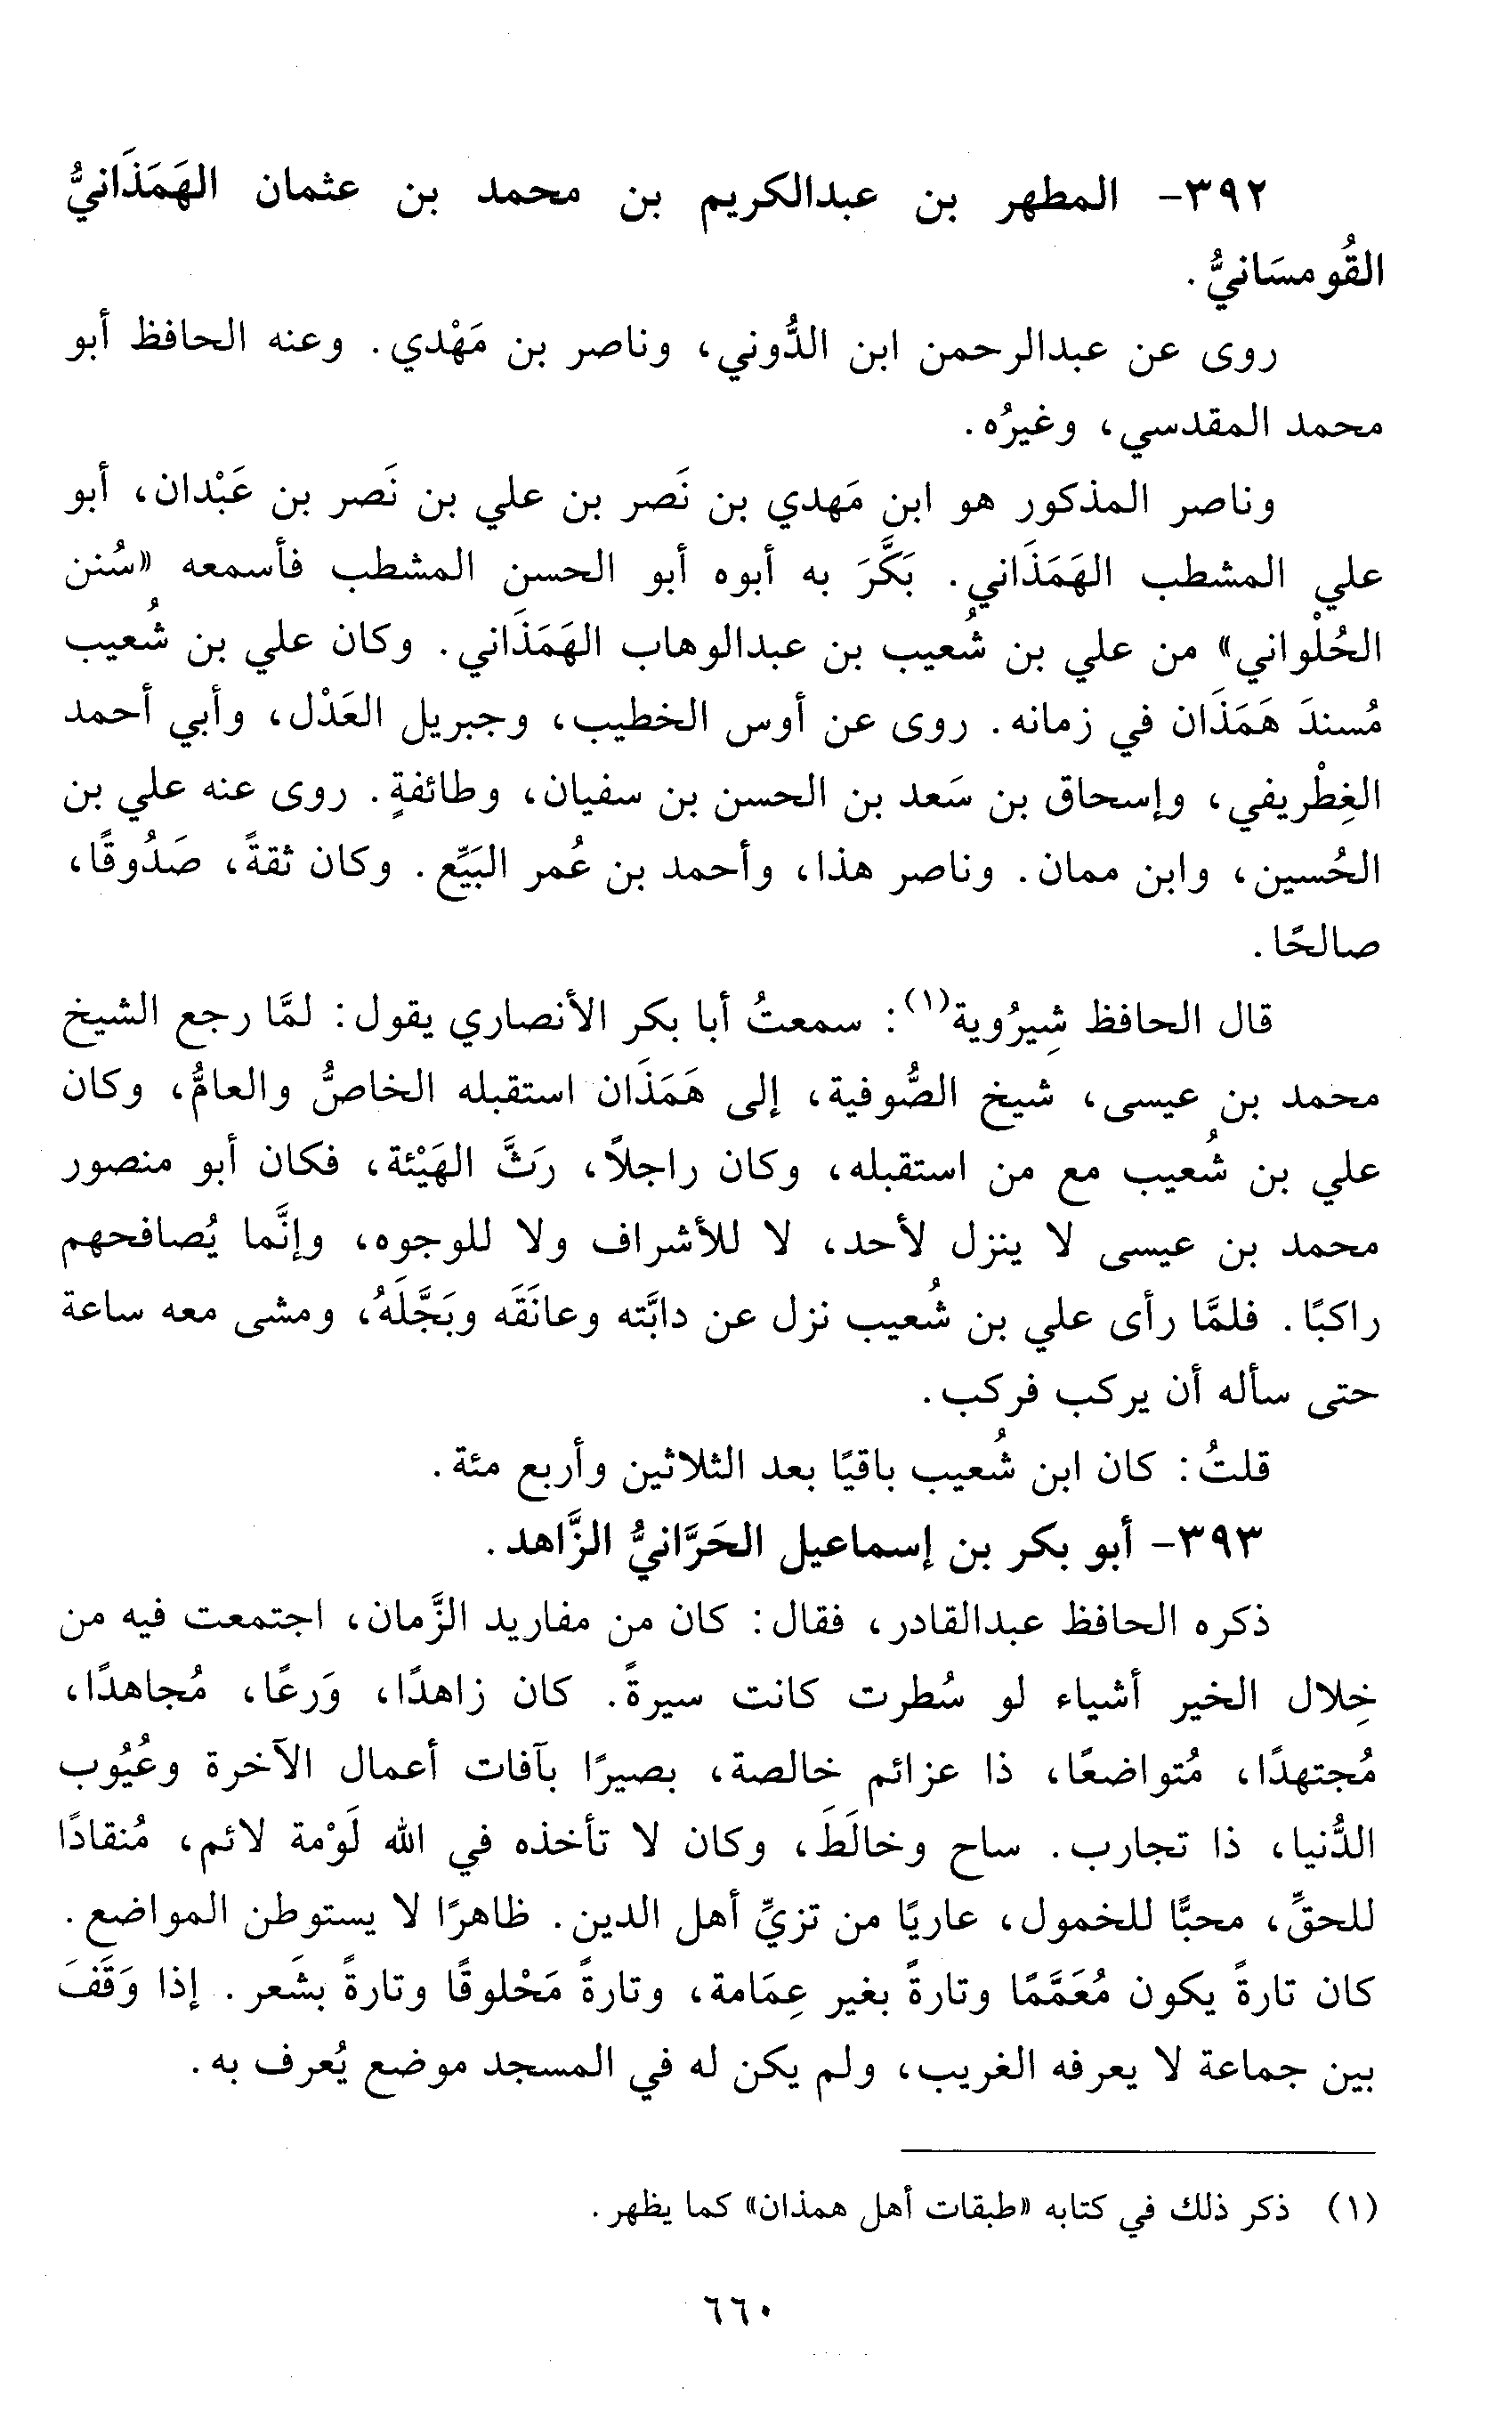 ٣٩٢- المطهر بن عبدالكريم بن محمد بن عثمان الهَمَذَانيُّ
القُومسَانيُّ.
روى عن عبدالرحمن ابن الدُّوني، وناصر بن مَهْدي. وعنه الحافظ أبو
محمد المقدسي، وغيرُه.
وناصر المذكور هو ابن مَهدي بن نَصر بن علي بن نَصر بن عَبْدان، أبو
علي المشطب الهَمَذَاني. بَكَّرَ به أبوه أبو الحسن المشطب فأسمعه «سُنن
الحُلْواني» من علي بن شُعيب بن عبدالوهاب الهَمَذَاني. وكان علي بن شُعيب
مُسندَ هَمَذَان في زمانه. روى عن أوس الخطيب، وجبريل العَدْل، وأبي أحمد
الغِطْريفي، وإسحاق بن سَعد بن الحسن بن سفيان، وطائفةٍ. روى عنه علي بن
الحُسين، وابن ممان. وناصر هذا، وأحمد بن عُمر البَيِّع. وكان ثقةً، صَدُوقًا،
صالحًا.
قال الحافظ شِيرُوية(١): سمعتُ أبا بكر الأنصاري يقول: لمَّا رجع الشيخ
محمد بن عيسى، شيخ الصُّوفية، إلى هَمَذَان استقبله الخاصُّ والعامُّ، وكان
علي بن شُعيب مع من استقبله، وكان راجلاً، رَثَّ الهَيْئة، فكان أبو منصور
محمد بن عيسى لا ينزل لأحد، لا للأشراف ولا للوجوه، وإنَّما يُصافحهم
راكبًا. فلمَّا رأى علي بن شُعيب نزل عن دابَّته وعانَقَه وبَجَّلَهُ، ومشى معه ساعة
حتى سأله أن يركب فركب.
قلتُ: كان ابن شُعيب باقيًا بعد الثلاثين وأربع مئة.
٣٩٣- أبو بكر بن إسماعيل الحَرَّانيُّ الزَّاهد.
ذكره الحافظ عبدالقادر، فقال: كان من مفاريد الزَّمان، اجتمعت فيه من
خِلال الخير أشياء لو سُطرت كانت سيرةً. كان زاهدًا، وَرعًا، مُجاهدًا،
مُجتهدًا، مُتواضعًا، ذا عزائم خالصة، بصيرًا بآفات أعمال الآخرة وعُيُوب
الدُّنيا، ذا تجارب. ساح وخالَطَ، وكان لا تأخذه في الله لَوْمة لائم، مُنقادًا
للحقِّ، محبًّا للخمول، عاريًا من تزيِّ أهل الدين. ظاهرًا لا يستوطن المواضع.
كان تارةً يكون مُعَمَّمًا وتارةً بغير عِمَامة، وتارةً مَحْلوقًا وتارةً بشَعر. إذا وَقَفَ
بين جماعة لا يعرفه الغريب، ولم يكن له في المسجد موضع يُعرف به.
(١) ذكر ذلك في كتابه «طبقات أهل همذان» كما يظهر.
٦٦٠